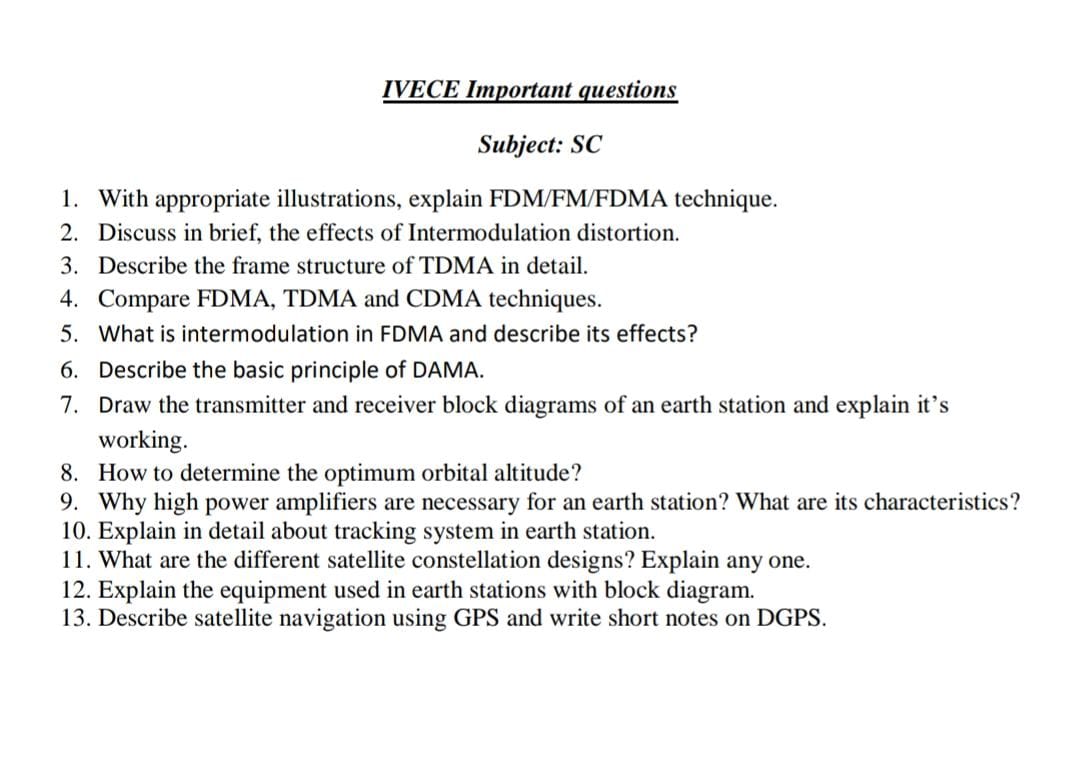 IVECE Important questions
Subject: SC
1. With appropriate illustrations, explain FDM/FM/FDMA technique.
2. Discuss in brief, the effects of Intermodulation distortion.
3. Describe the frame structure of TDMA in detail.
4. Compare FDMA, TDMA and CDMA techniques.
5. What is intermodulation in FDMA and describe its effects?
6. Describe the basic principle of DAMA.
7. Draw the transmitter and receiver block diagrams of an earth station and explain it’s
working.
8. How to determine the optimum orbital altitude?
9. Why high power amplifiers are necessary for an earth station? What are its characteristics?
10. Explain in detail about tracking system in earth station.
11. What are the different satellite constellation designs? Explain any one.
12. Explain the equipment used in earth stations with block diagram.
13. Describe satellite navigation using GPS and write short notes on DGPS.